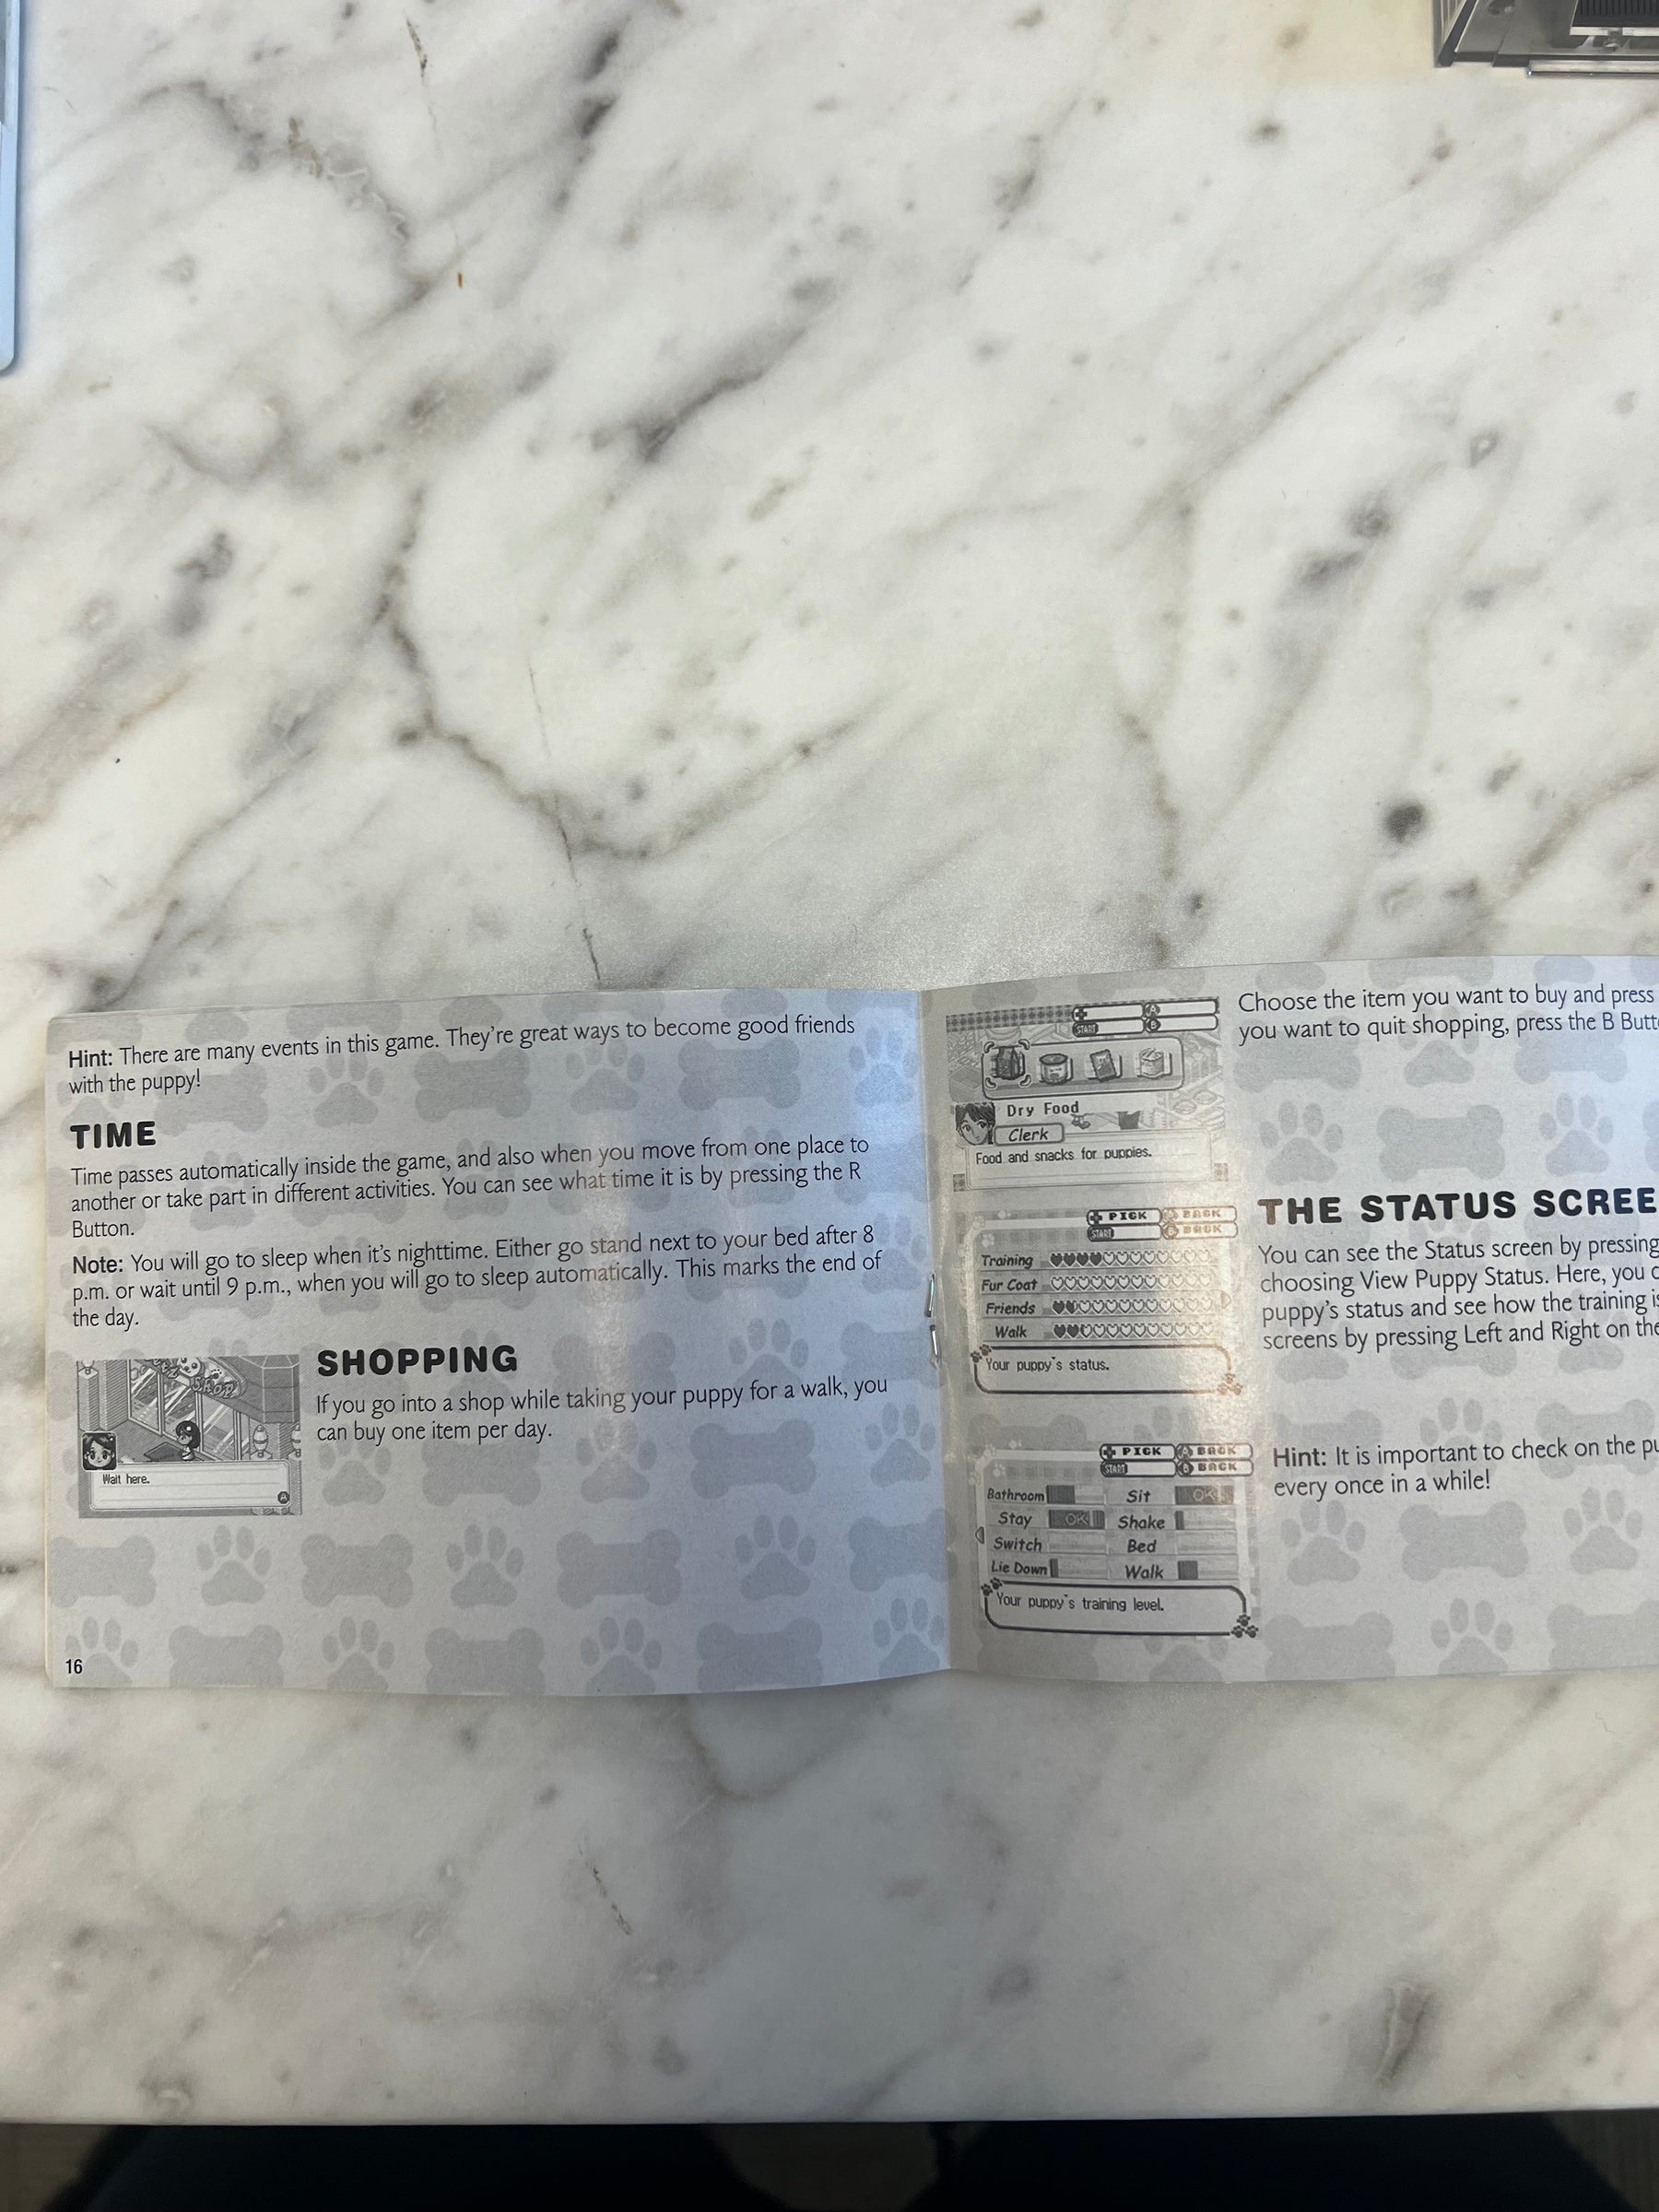 Hint: There are many events in this game. They're great ways to become good friends
with the puppy!
TIME
Time passes automatically inside the game, and also when you move from one place to
another or take part in different activities. You can see what time it is by pressing the R
Button.
Note: You will go to sleep when it's nighttime. Either go stand next to your bed after 8
p.m. or wait until 9 p.m., when you will go to sleep automatically. This marks the end of
the day.
SHOP
Wait here.
A
SHOPPING
If you go into a shop while taking your puppy for a walk, you
can buy one item per day.
16
A
START B
Dry Food
Clerk
Food and snacks for puppies.
Choose the item you want to buy and press
you want to quit shopping, press the B
PICK A BACK
START B BACK
Training
Fur Coat
Friends
Walk
Your puppy's status.
THE STATUS
You can see the Status screen by pressing
choosing View Puppy Status. Here, you
puppy's status and see how the training
screens by pressing Left and Right on the
PICK A BACK
START B BACK
Bathroom Sit OK
Stay OK Shake
Switch Bed
Lie Down Walk
Your puppy's training level.
Hint: It is important to check on the
every once in a while!